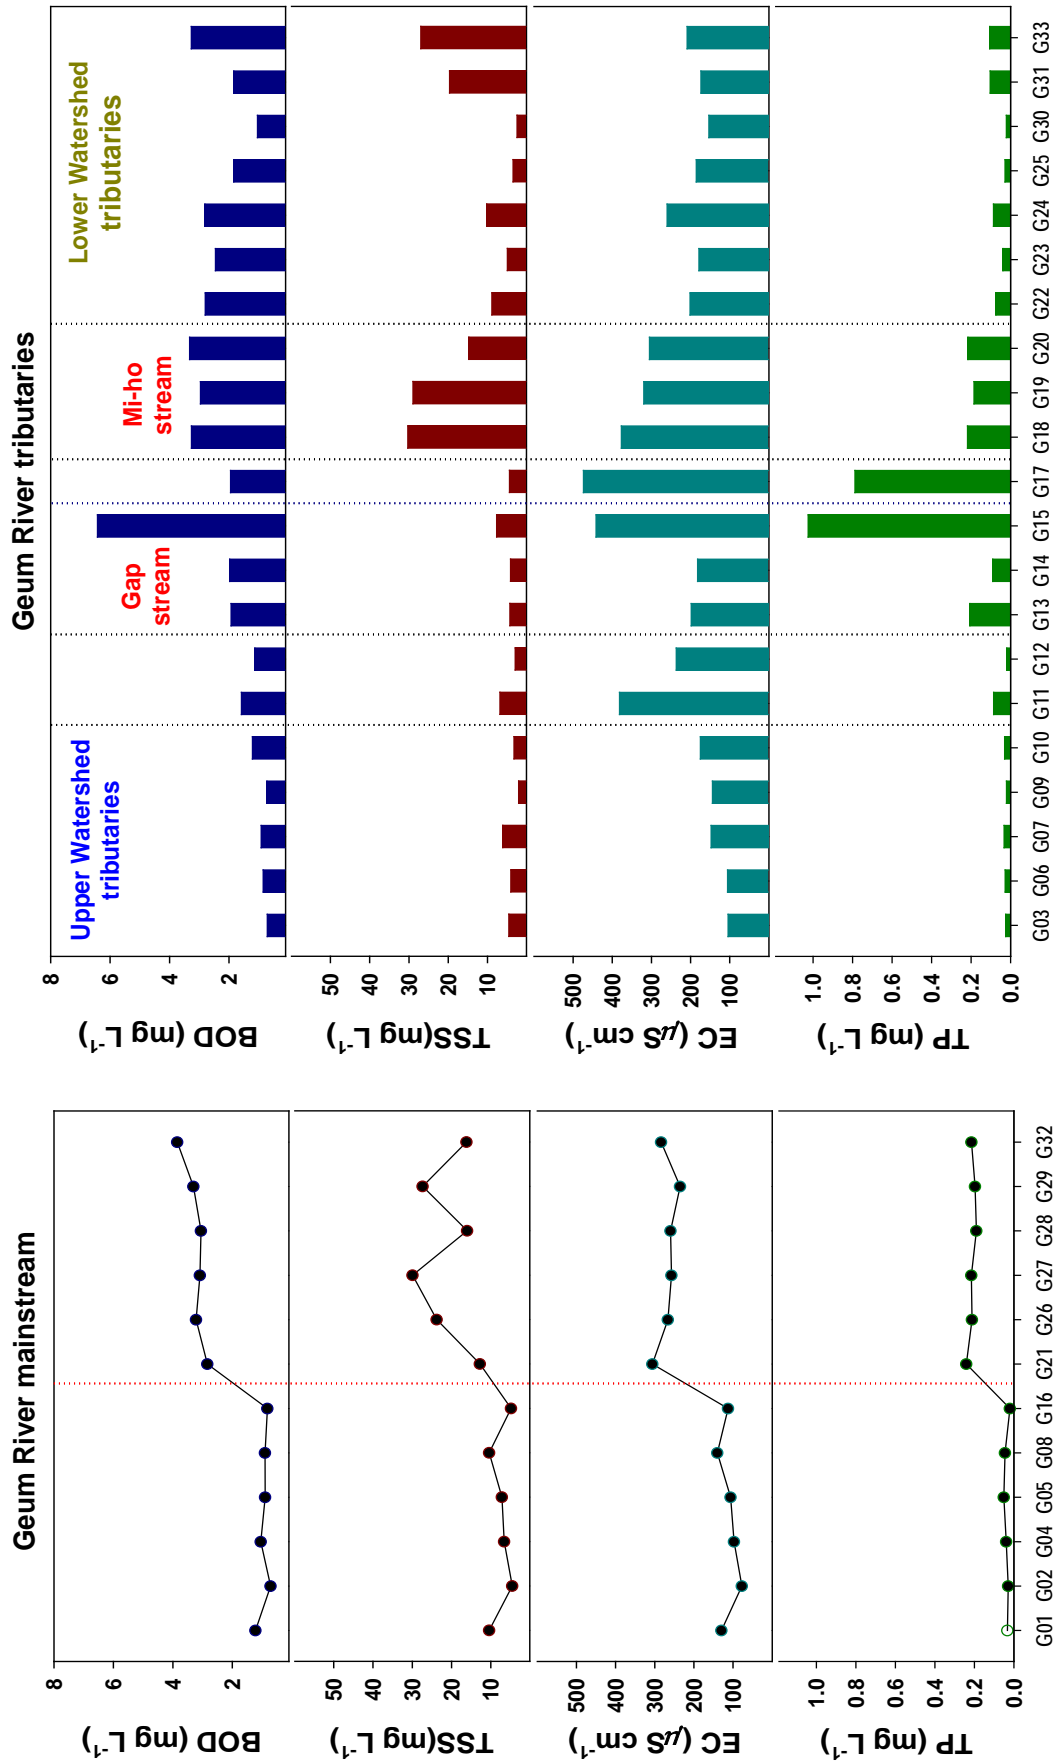 Geum River mainstream
8
6
4
2
BOD (mg L-1)
50
40
30
20
10
TSS(mg L-1)
500
400
300
200
100
EC (μS cm-1)
1.0
0.8
0.6
0.4
0.2
0.0
TP (mg L-1)
G01 G02 G04 G05 G08 G16 G21 G26 G27 G28 G29 G32
Geum River tributaries
Upper Watershed
tributaries
Gap
stream
Mi-ho
stream
Lower Watershed
tributaries
8
6
4
2
BOD (mg L-1)
50
40
30
20
10
TSS(mg L-1)
500
400
300
200
100
EC (μS cm-1)
1.0
0.8
0.6
0.4
0.2
0.0
TP (mg L-1)
G03 G06 G07 G09 G10 G11 G12 G13 G14 G15 G17 G18 G19 G20 G22 G23 G24 G25 G30 G31 G33